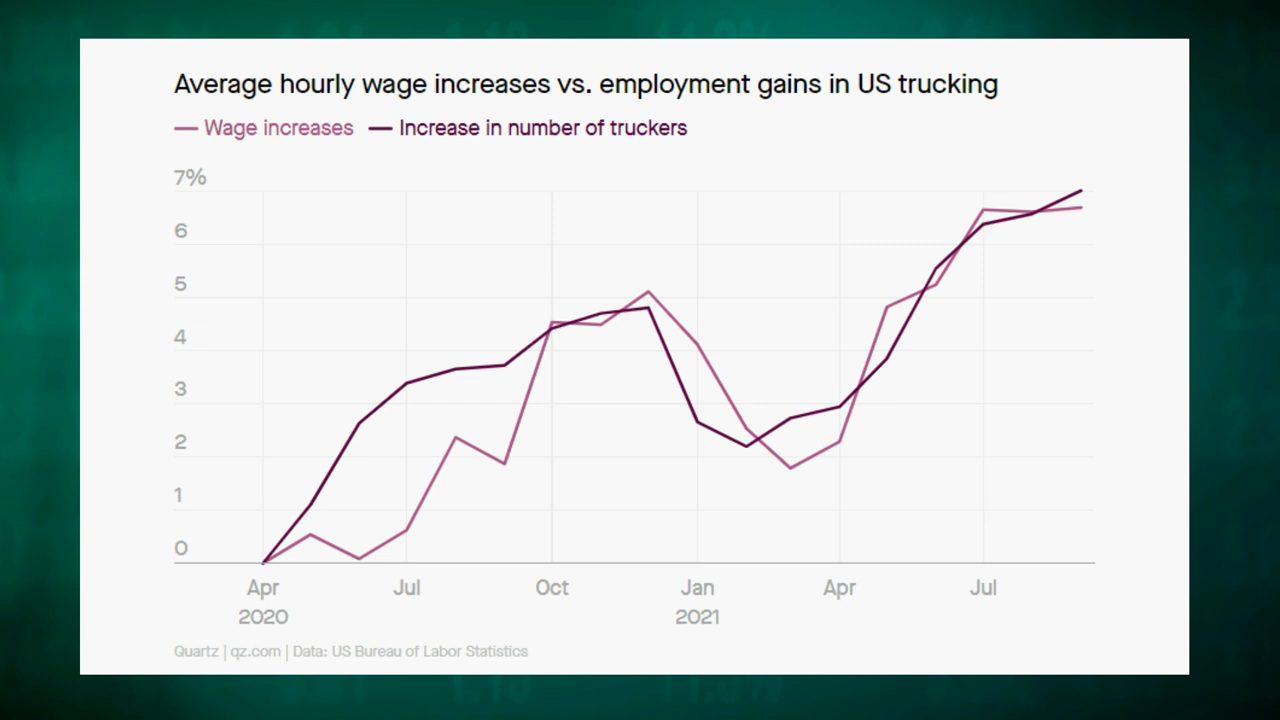 Average hourly wage increases vs. employment gains in US trucking
Wage increases Increase in number of truckers
7%
6
5
4
3
2
1
0
Apr Jul Oct Jan Apr Jul
2020 2021
Quartz | qz.com | Data: US Bureau of Labor Statistics